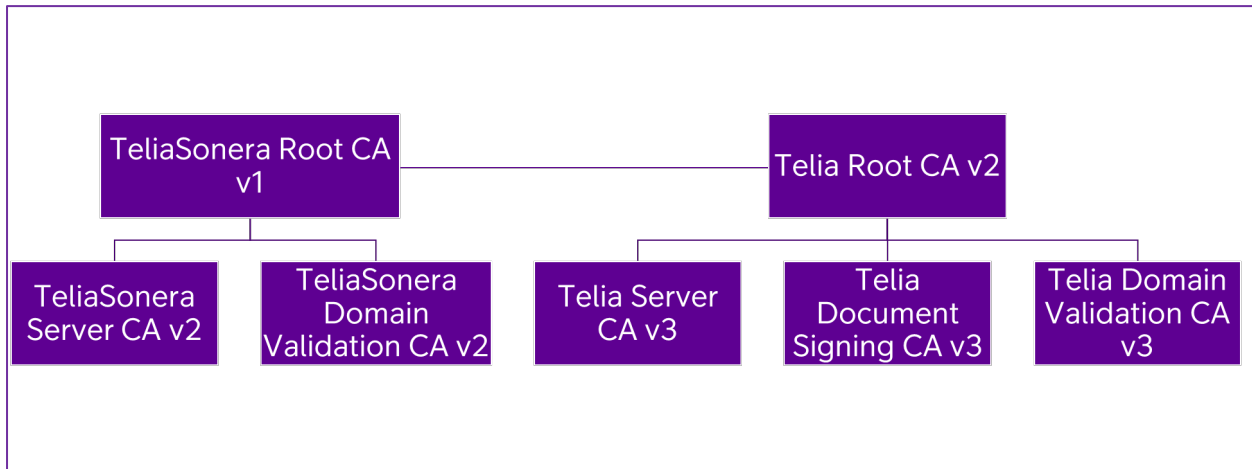 TeliaSonera Root CA
v1
Telia Root CA v2
TeliaSonera
Server CA v2
TeliaSonera
Domain
Validation CA v2
Telia Server
CA v3
Telia
Document
Signing CA v3
Telia Domain
Validation CA
v3